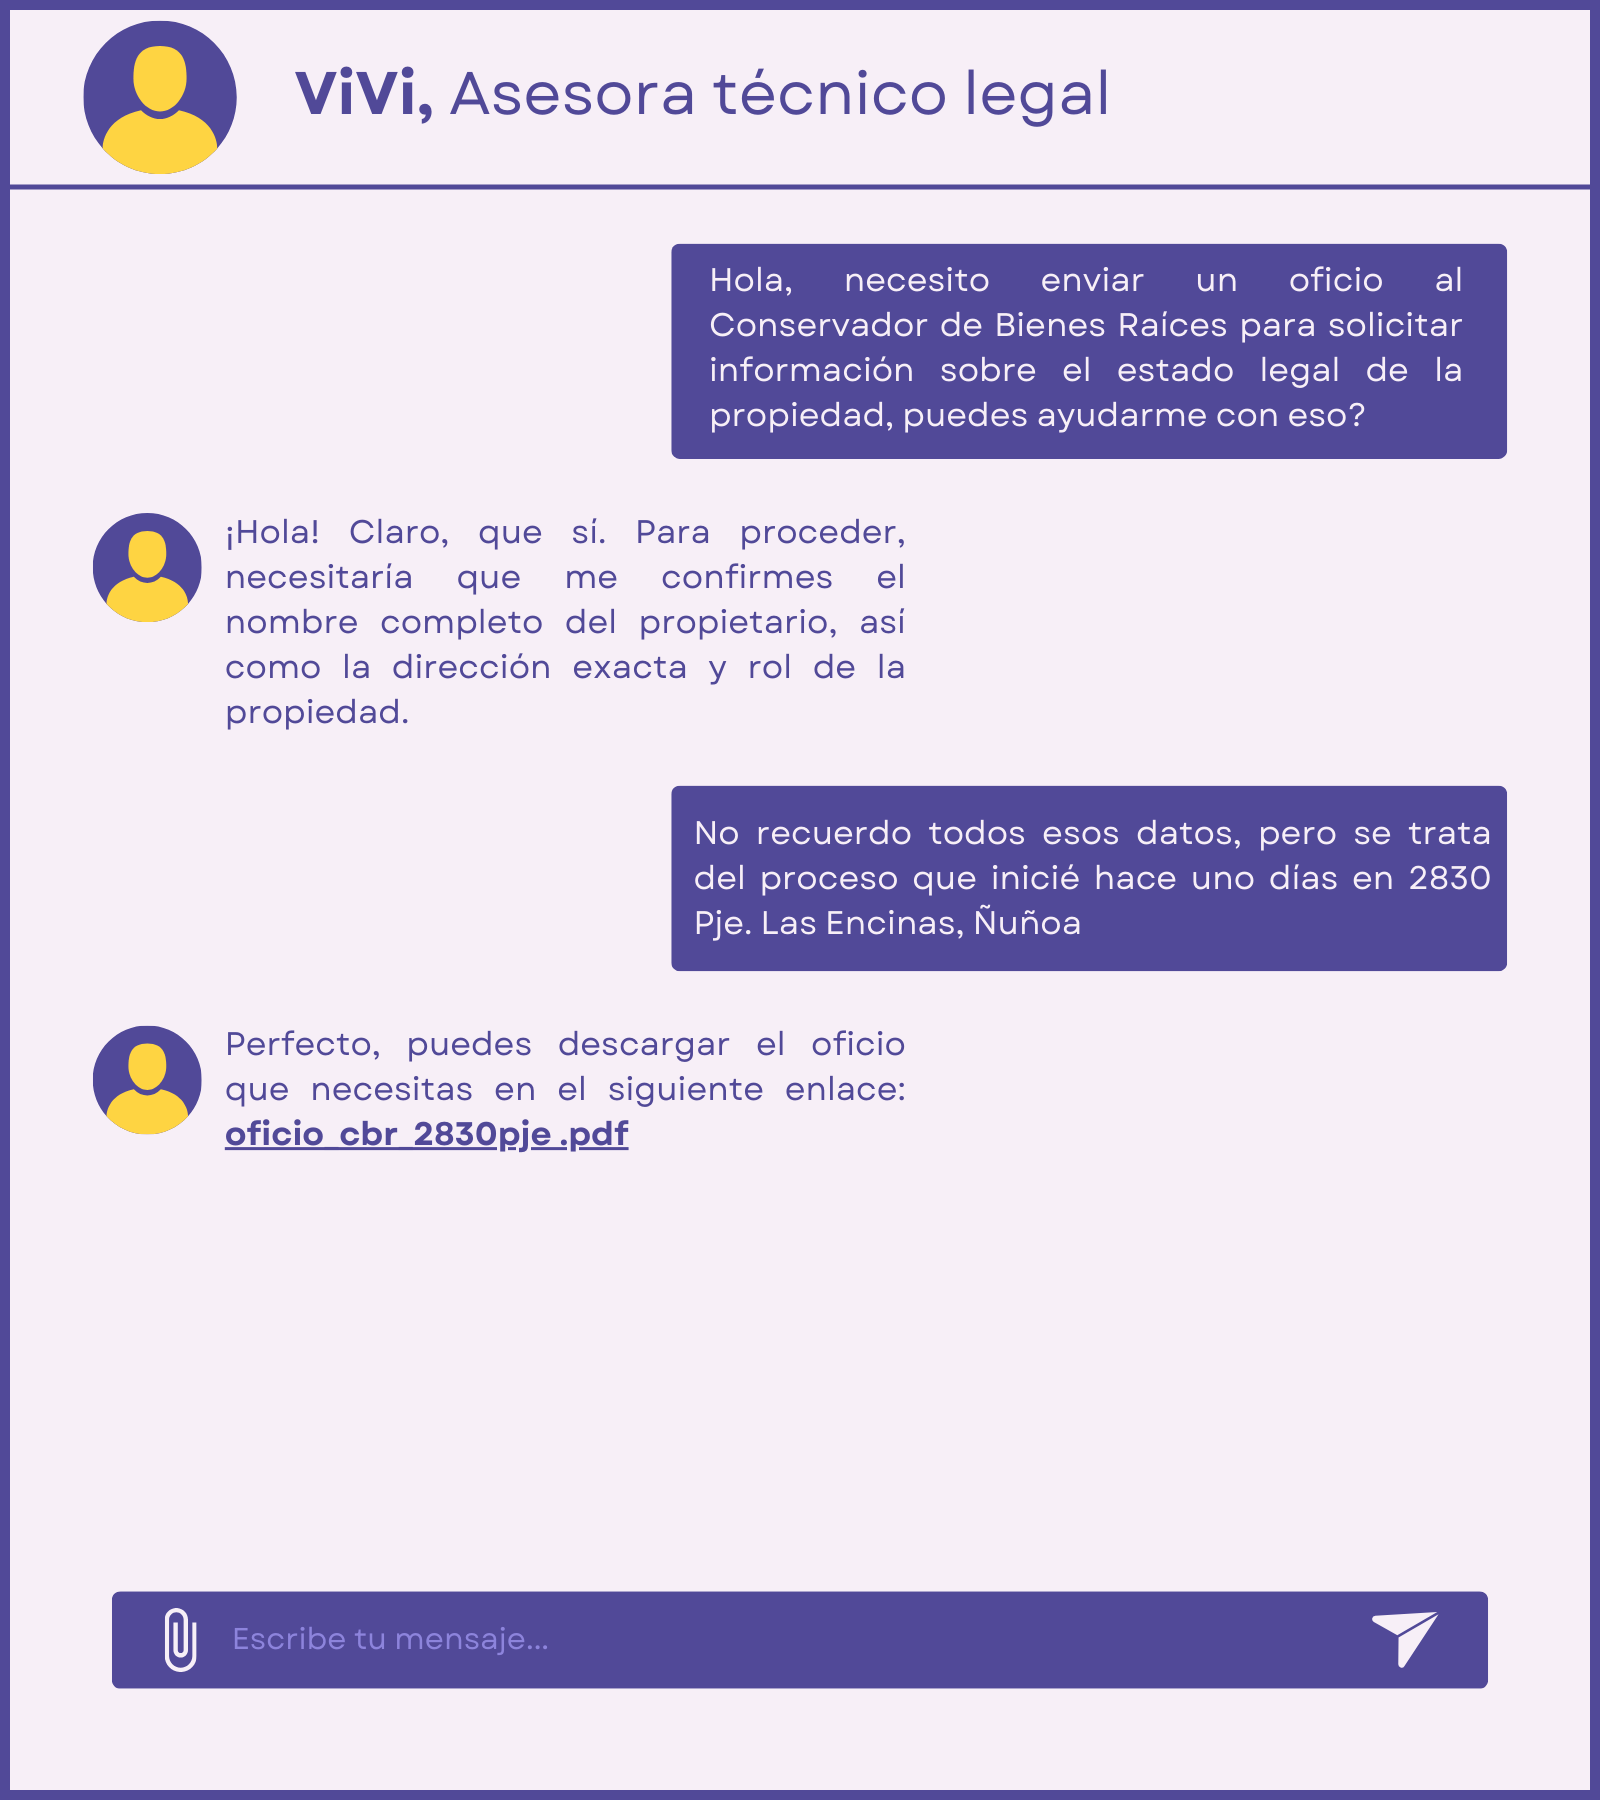 ViVi, Asesora técnico legal
Hola, necesito enviar un oficio al
Conservador de Bienes Raíces para solicitar
información sobre el estado legal de la
propiedad, puedes ayudarme con eso?
¡Hola! Claro, que sí. Para proceder,
necesitaría que me confirmes el
nombre completo del propietario, así
como la dirección exacta y rol de la
propiedad.
No recuerdo todos esos datos, pero se trata
del proceso que inicié hace uno días en 2830
Pje. Las Encinas, Ñuñoa
Perfecto, puedes descargar el oficio
que necesitas en el siguiente enlace:
oficio_cbr_2830pje .pdf
Escribe tu mensaje...